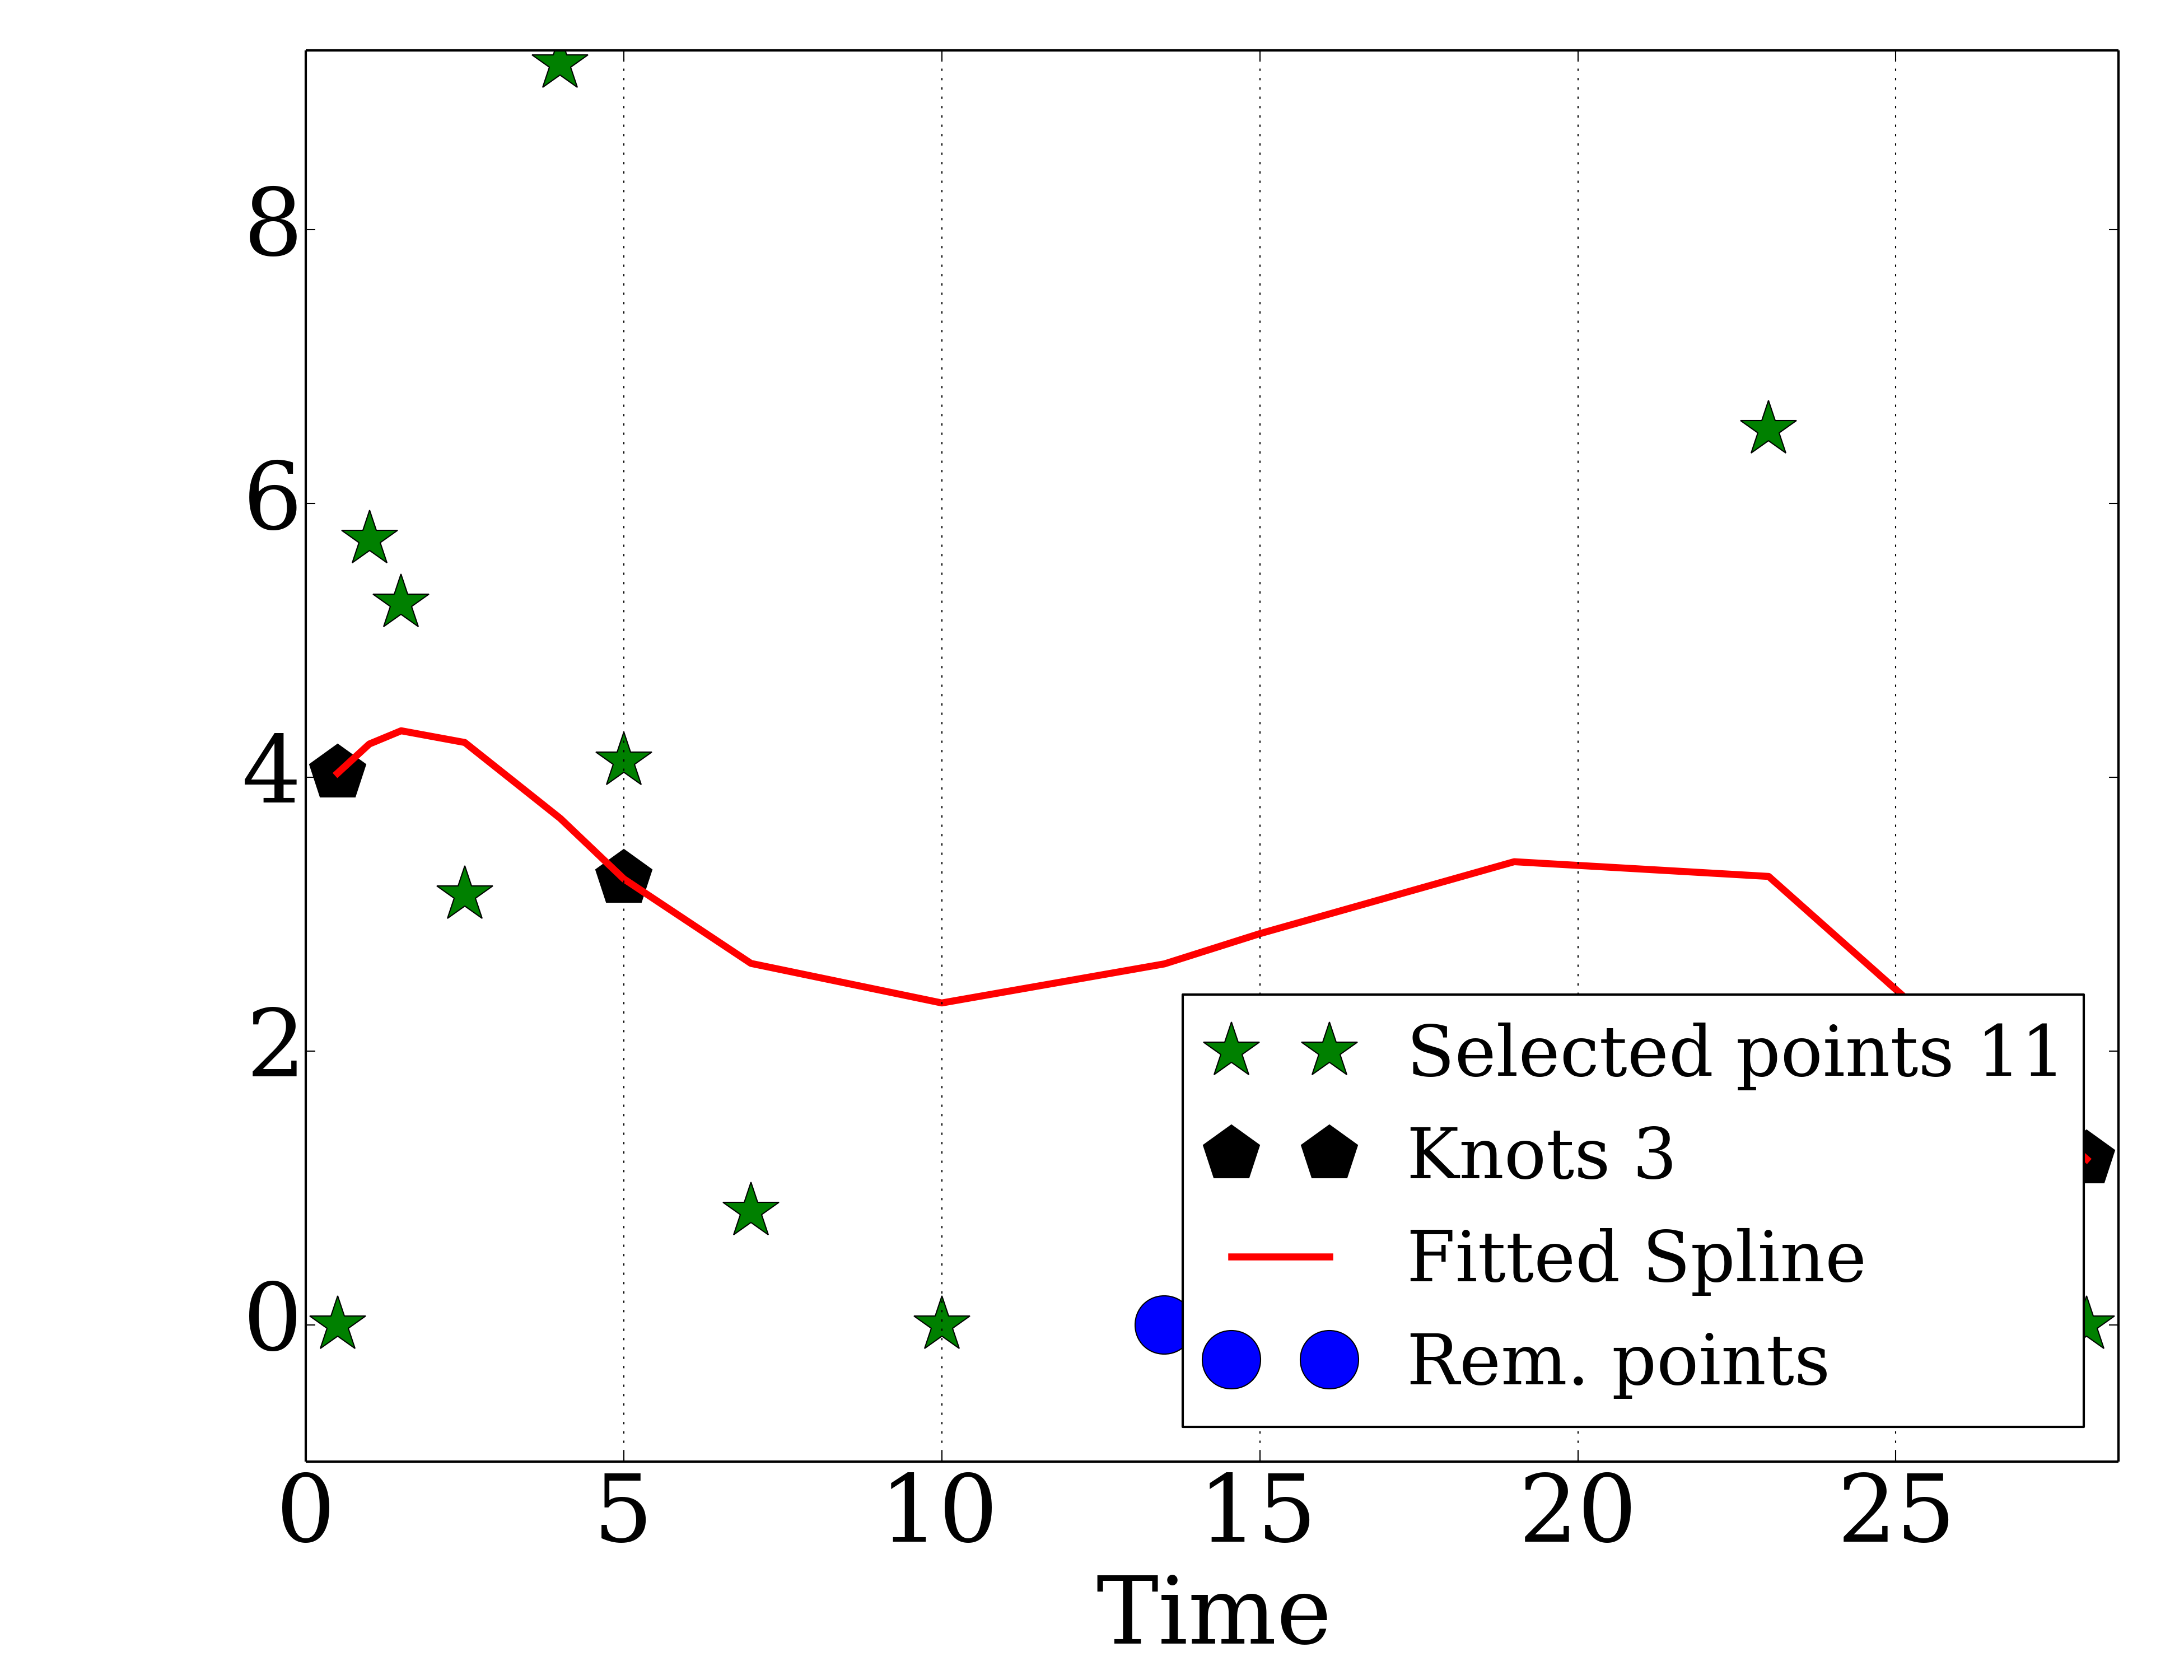 8
6
4
2
0
Selected points 11
Knots 3
Fitted Spline
Rem. points
0 5 10 15 20 25
Time